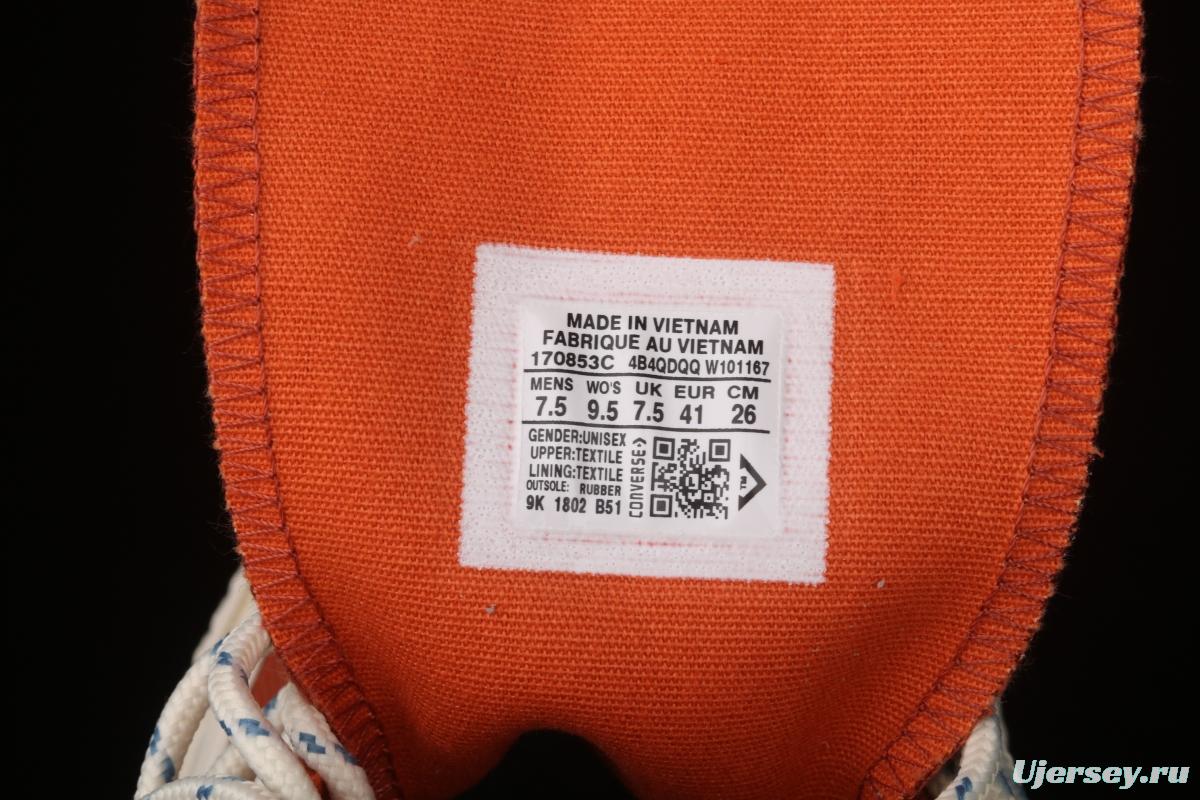 MADE IN VIETNAM
FABRIQUE AU VIETNAM
170853C 4B4QDQQ W101167
MENS WO'S UK EUR CM
7.5 9.5 7.5 41 26
GENDER:UNISEX
UPPER:TEXTILE
LINING:TEXTILE
OUTSOLE: RUBBER
9K 1802 B51
CONVERSE
Ujersey.ru